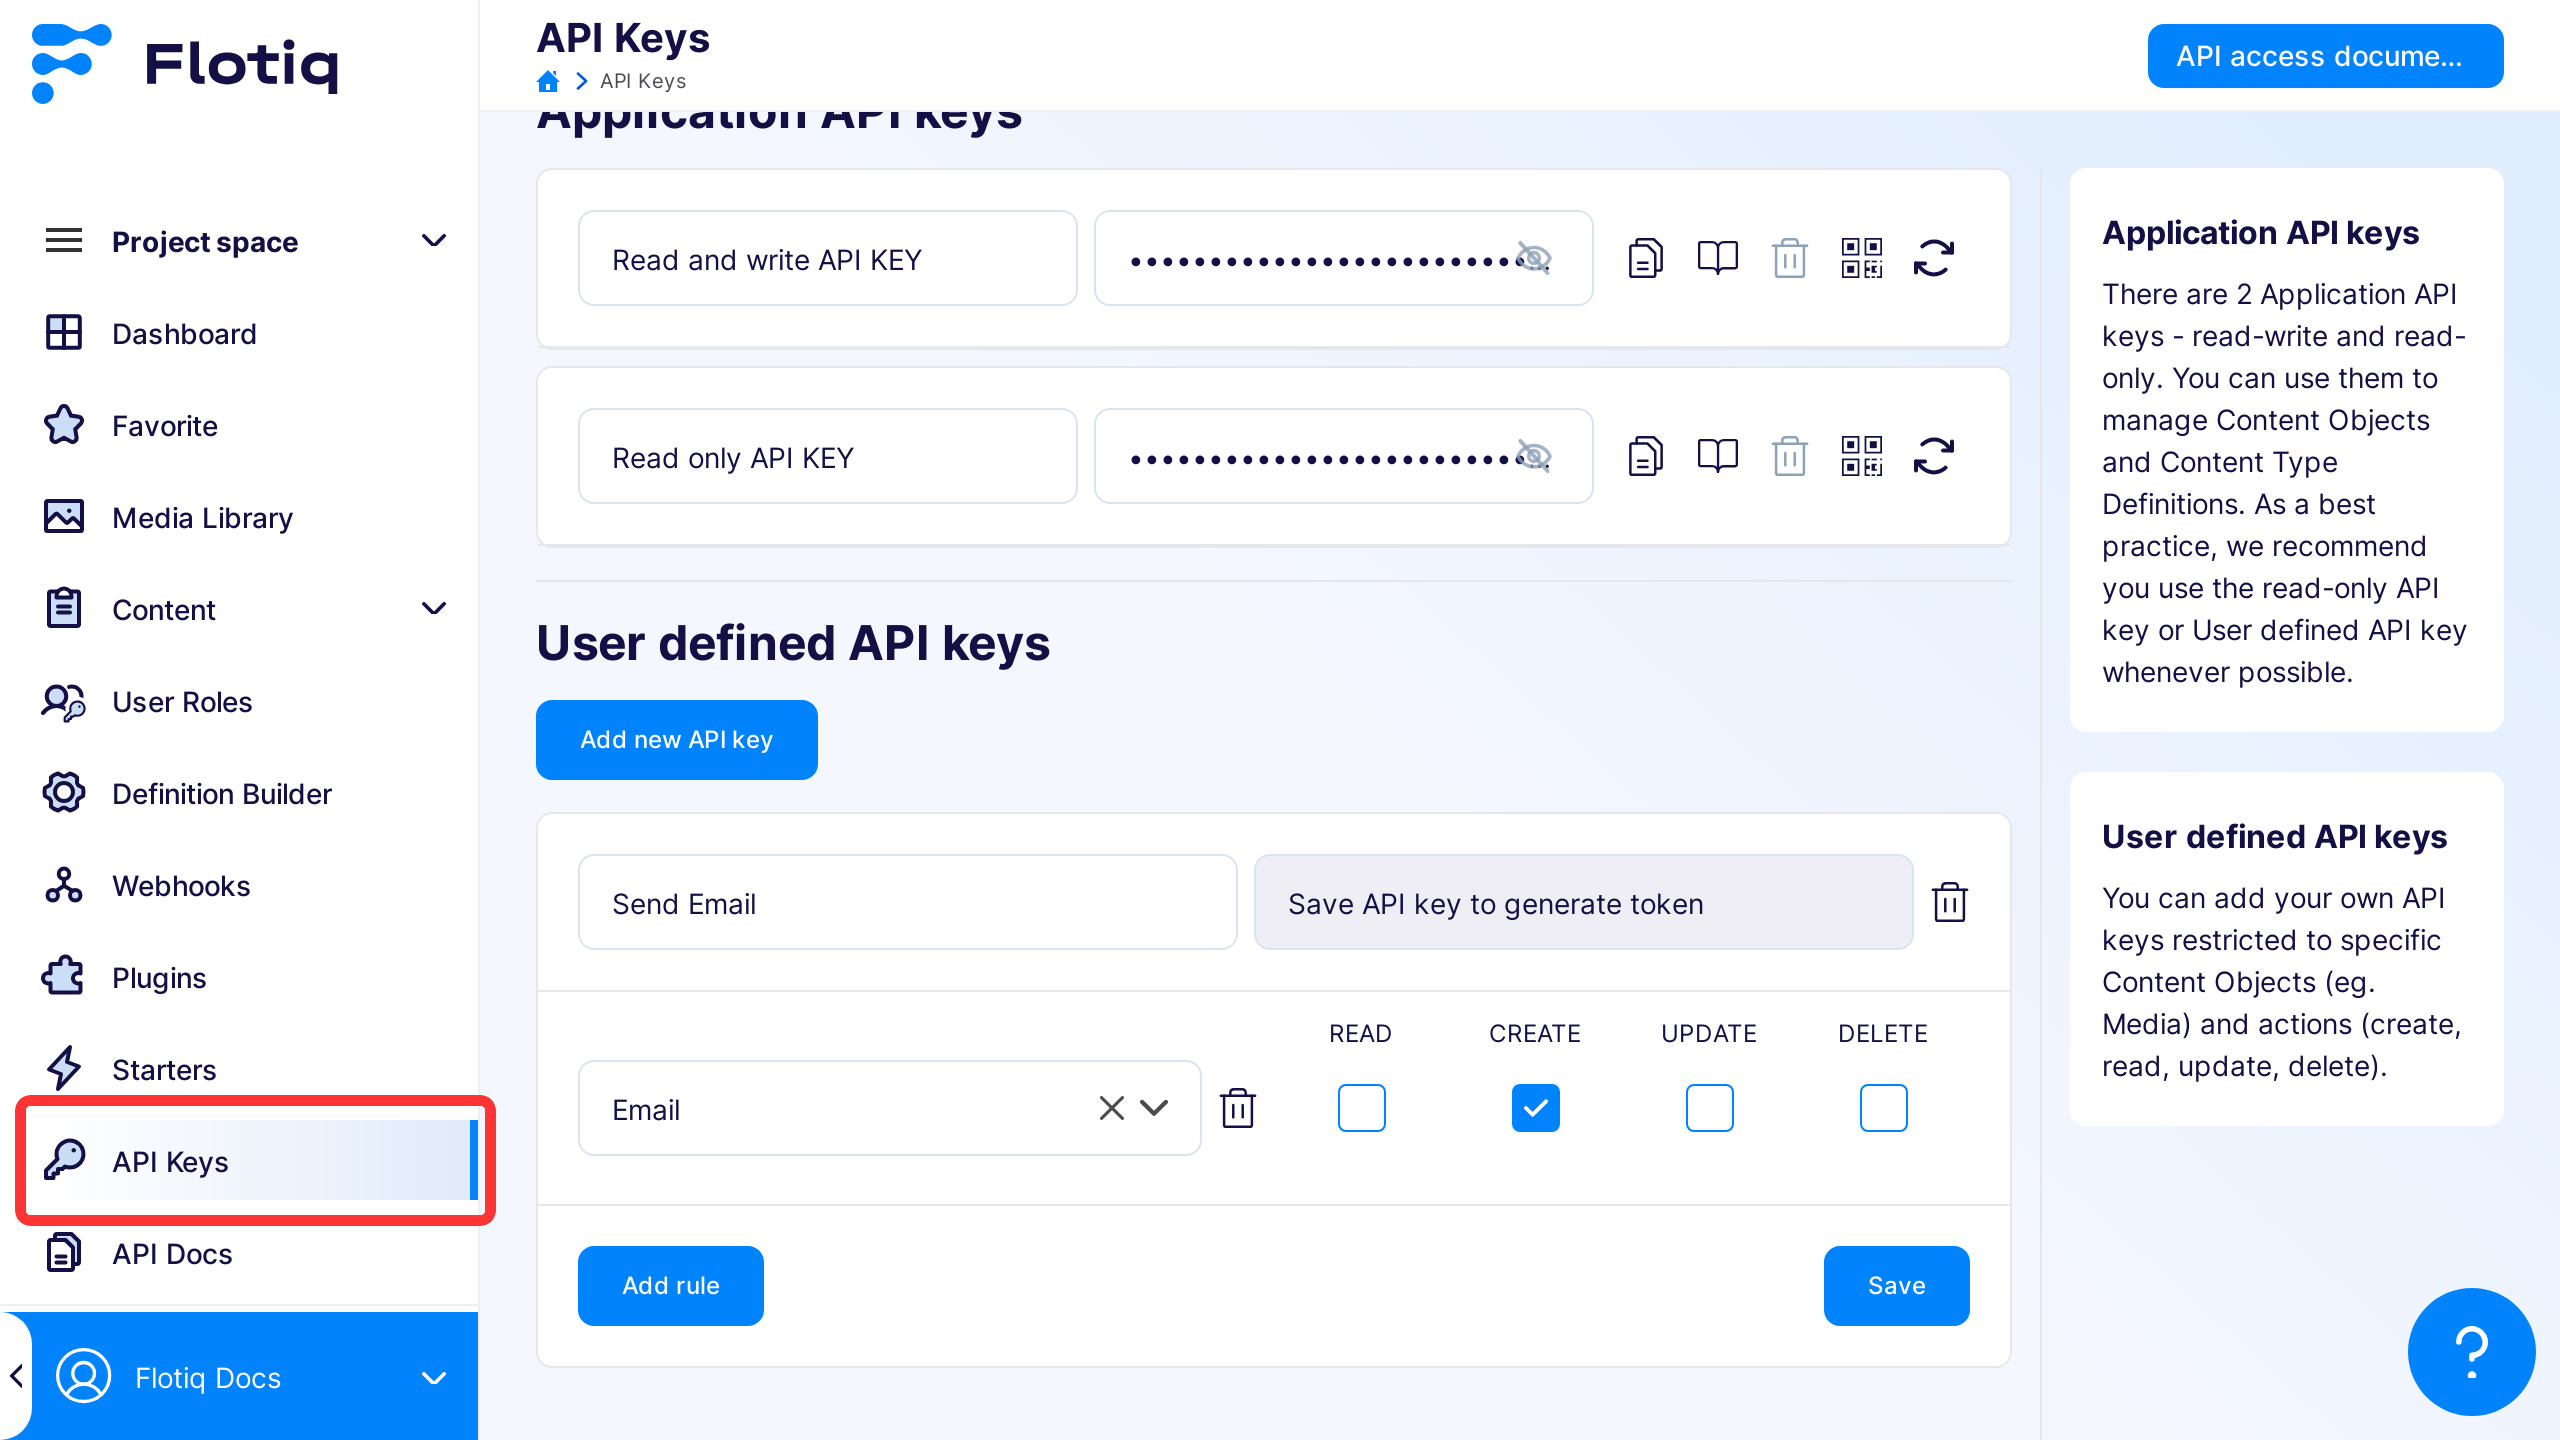 Flotiq
Project space
Dashboard
Favorite
Media Library
Content
User Roles
Definition Builder
Webhooks
Plugins
Starters
API Keys
API Docs
Flotiq Docs
API Keys
API Keys
API access docume...
Application API keys
Read and write API KEY
Read only API KEY
User defined API keys
Add new API key
Send Email
Save API key to generate token
READ CREATE UPDATE DELETE
Email
Add rule
Save
Application API keys
There are 2 Application API
keys - read-write and read-
only. You can use them to
manage Content Objects
and Content Type
Definitions. As a best
practice, we recommend
you use the read-only API
key or User defined API key
whenever possible.
User defined API keys
You can add your own API
keys restricted to specific
Content Objects (eg.
Media) and actions (create,
read, update, delete).
?